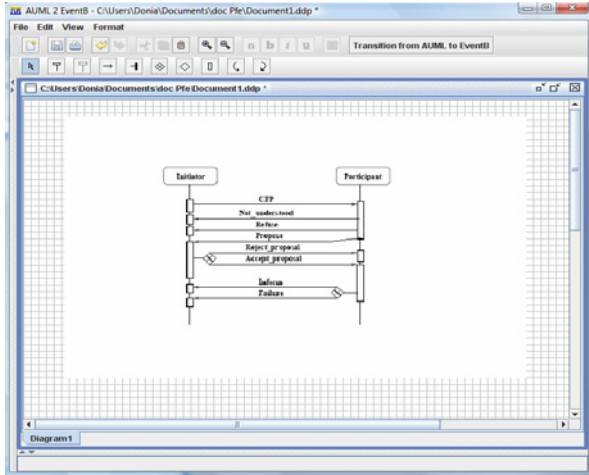 AUML 2 EventB - C:\Users\Donia\Documents\doc Pfe\Document1.ddp *
File Edit View Format
n b i u Transition from AUML to EventB
C:\Users\Donia\Documents\doc Pfe\Document1.ddp *
Initiator Participant
CFP
Not_understood
Refuse
Propose
Reject_proposal
Accept_proposal
Inform
Failure
Diagram1